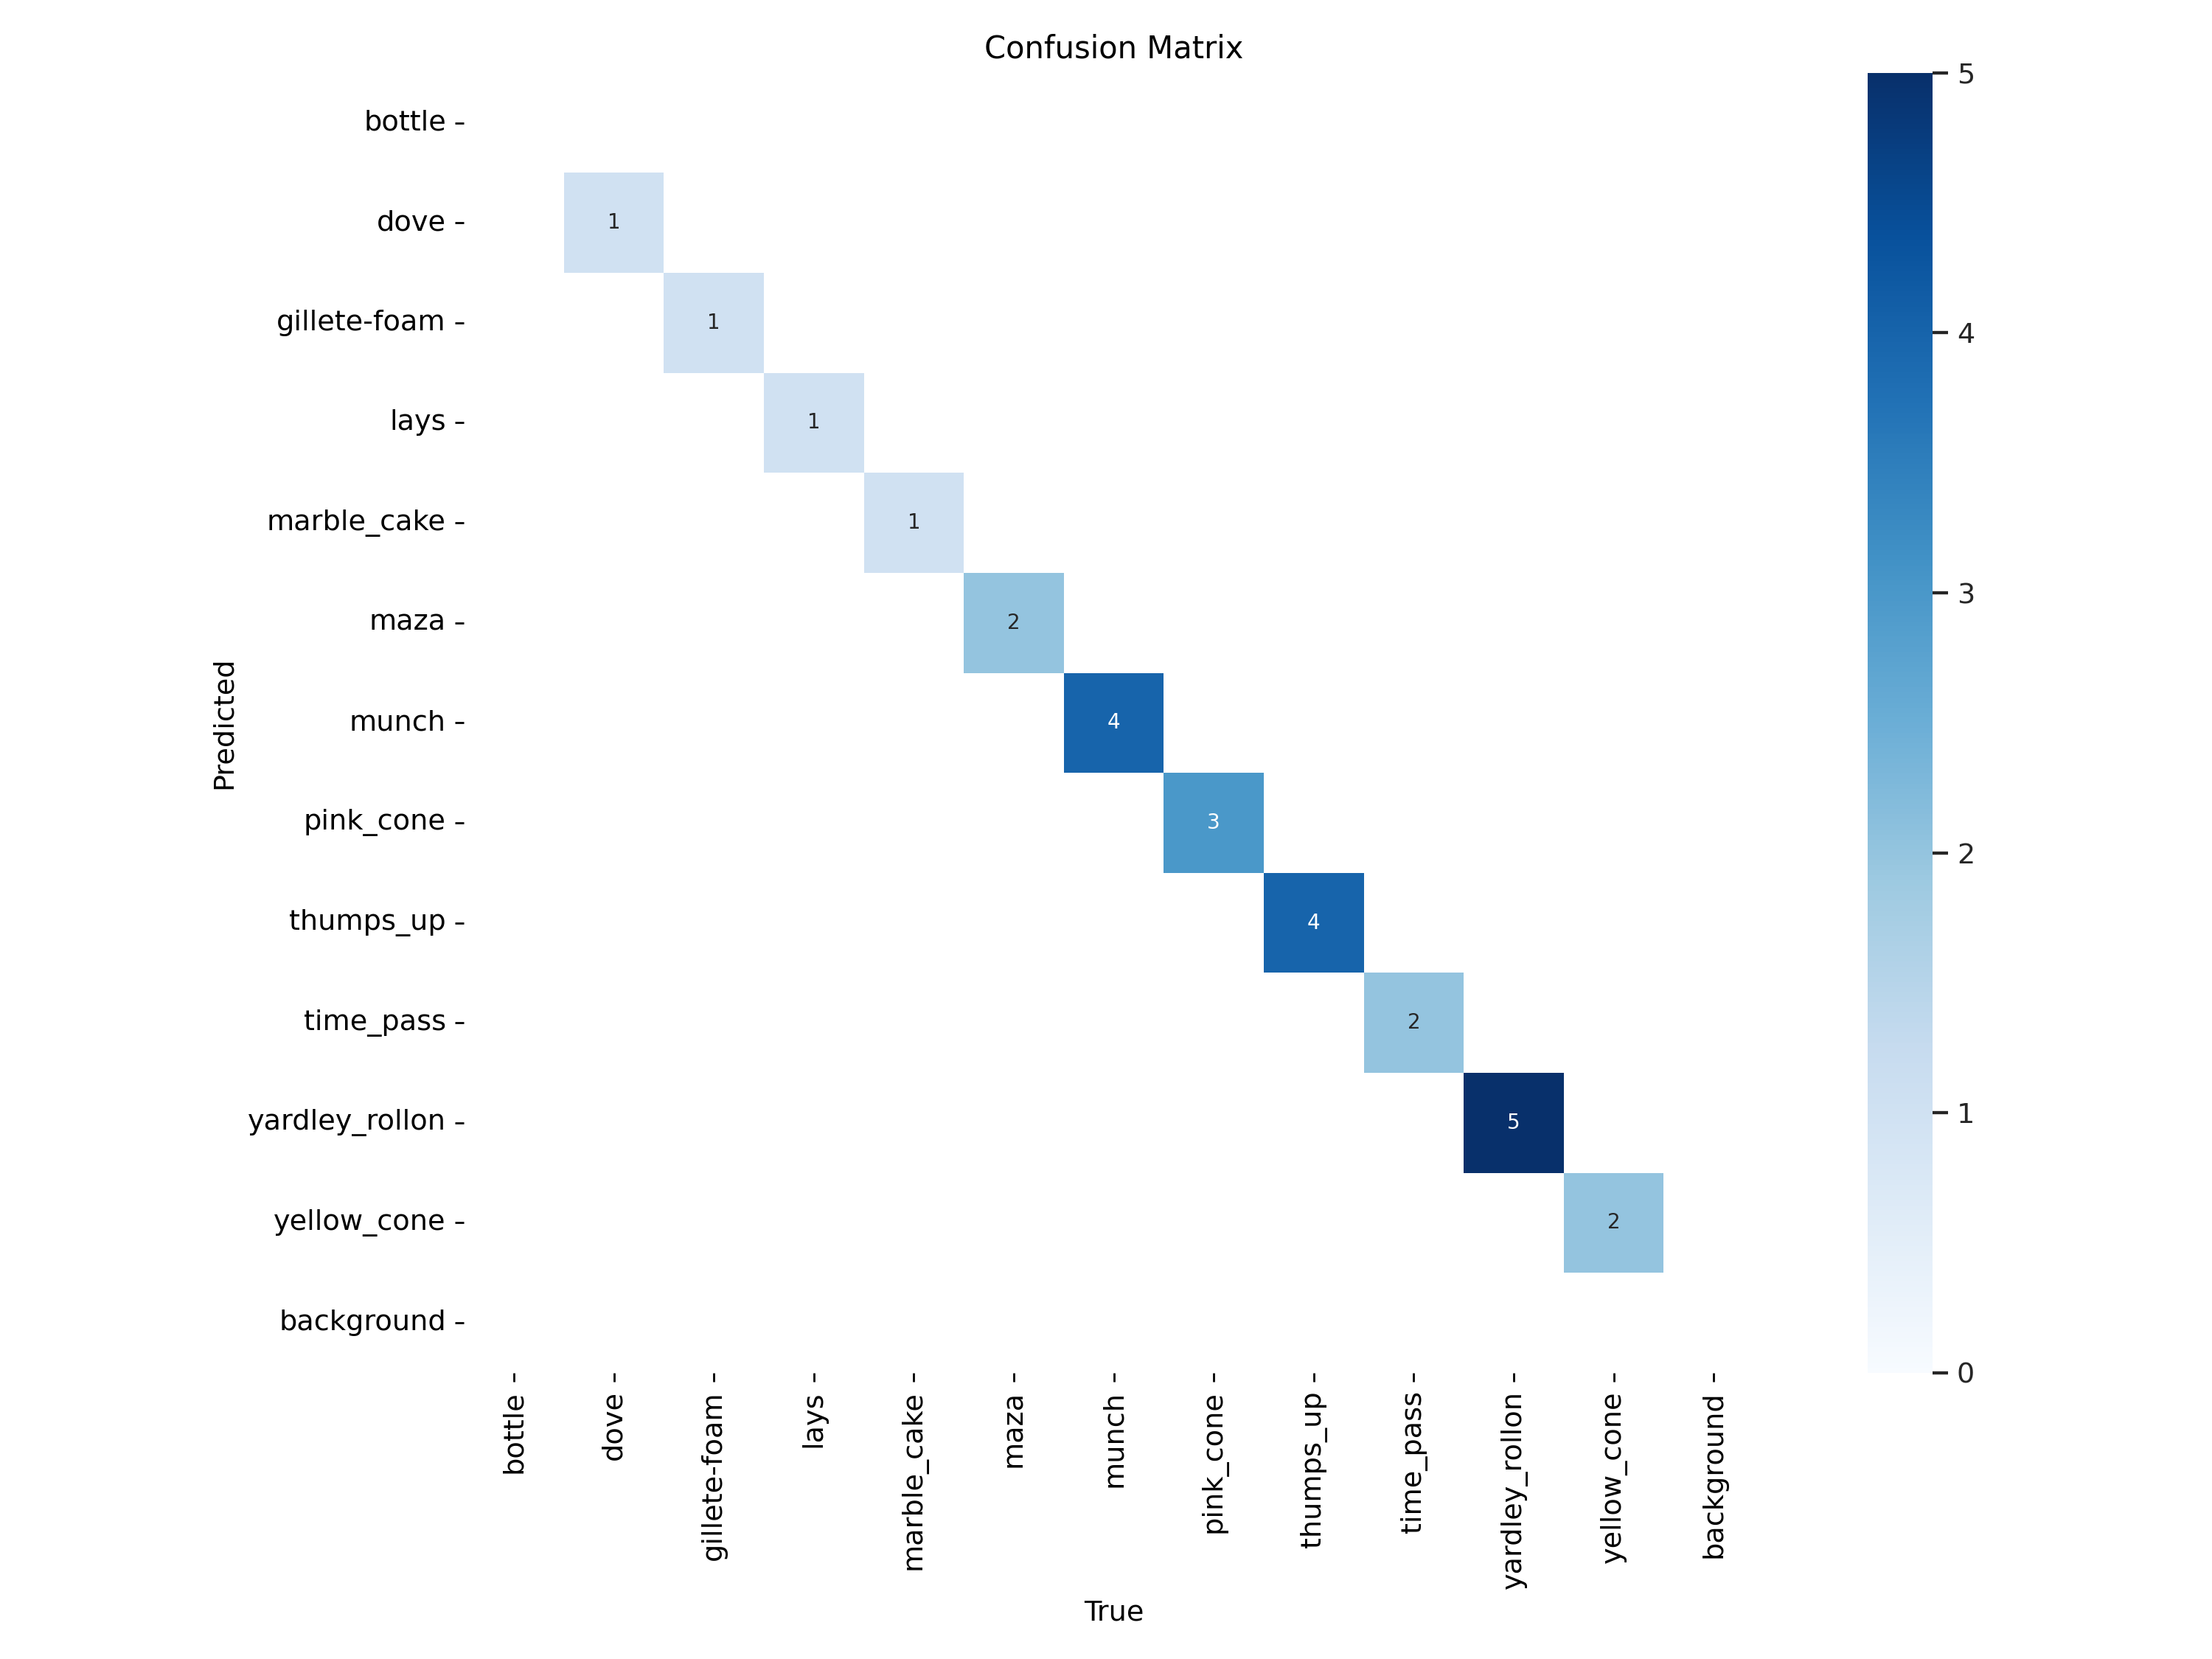 Confusion Matrix
Predicted
bottle
dove
gillete-foam
lays
marble_cake
maza
munch
pink_cone
thumps_up
time_pass
yardley_rollon
yellow_cone
background
1
1
1
1
2
4
3
4
2
5
2
bottle
dove
gillete-foam
lays
marble_cake
maza
munch
pink_cone
thumps_up
time_pass
yardley_rollon
yellow_cone
background
True
5
4
3
2
1
0